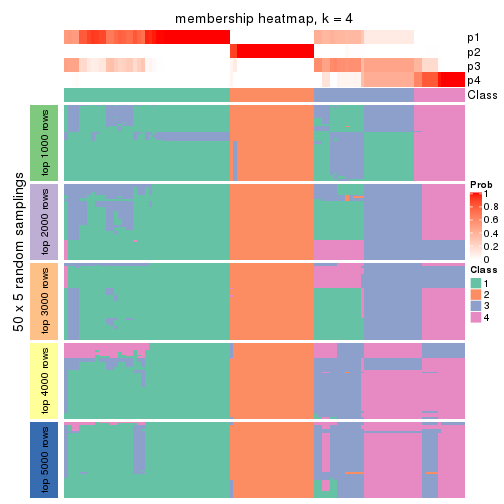 membership heatmap, k = 4
p1
p2
p3
p4
Class
50 x 5 random samplings
top 1000 rows
top 2000 rows
top 3000 rows
top 4000 rows
top 5000 rows
Prob
1
0.8
0.6
0.4
0.2
0
Class
1
2
3
4